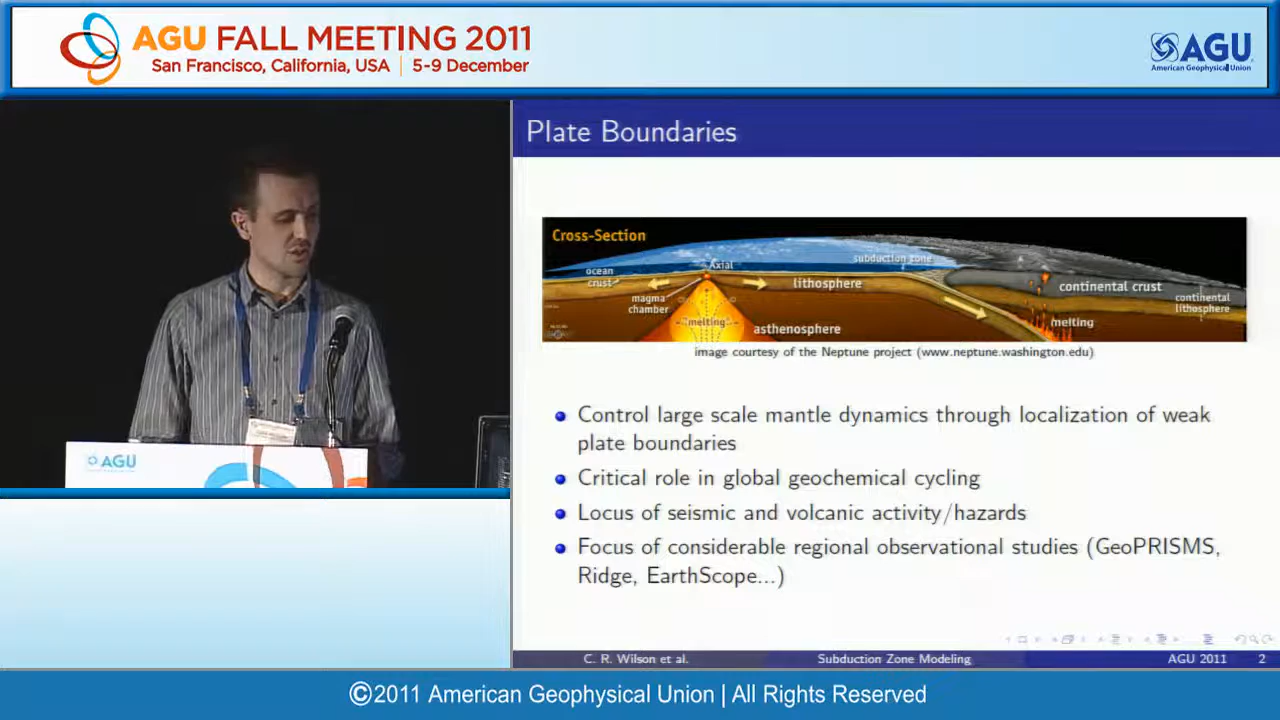 AGU FALL MEETING 2011
San Francisco, California, USA | 5-9 December
AGU
American Geophysical Union
AGU
Plate Boundaries
Cross-Section
ocean
crust
Axial
magma
chamber
melting
lithosphere
asthenosphere
subduction zone
continental crust
continental
lithosphere
melting
image courtesy of the Neptune project (www.neptune.washington.edu)
Control large scale mantle dynamics through localization of weak
plate boundaries
Critical role in global geochemical cycling
Locus of seismic and volcanic activity/hazards
Focus of considerable regional observational studies (GeoPRISMS,
Ridge, EarthScope...)
C. R. Wilson et al.
Subduction Zone Modeling
AGU 2011 2
©2011 American Geophysical Union | All Rights Reserved